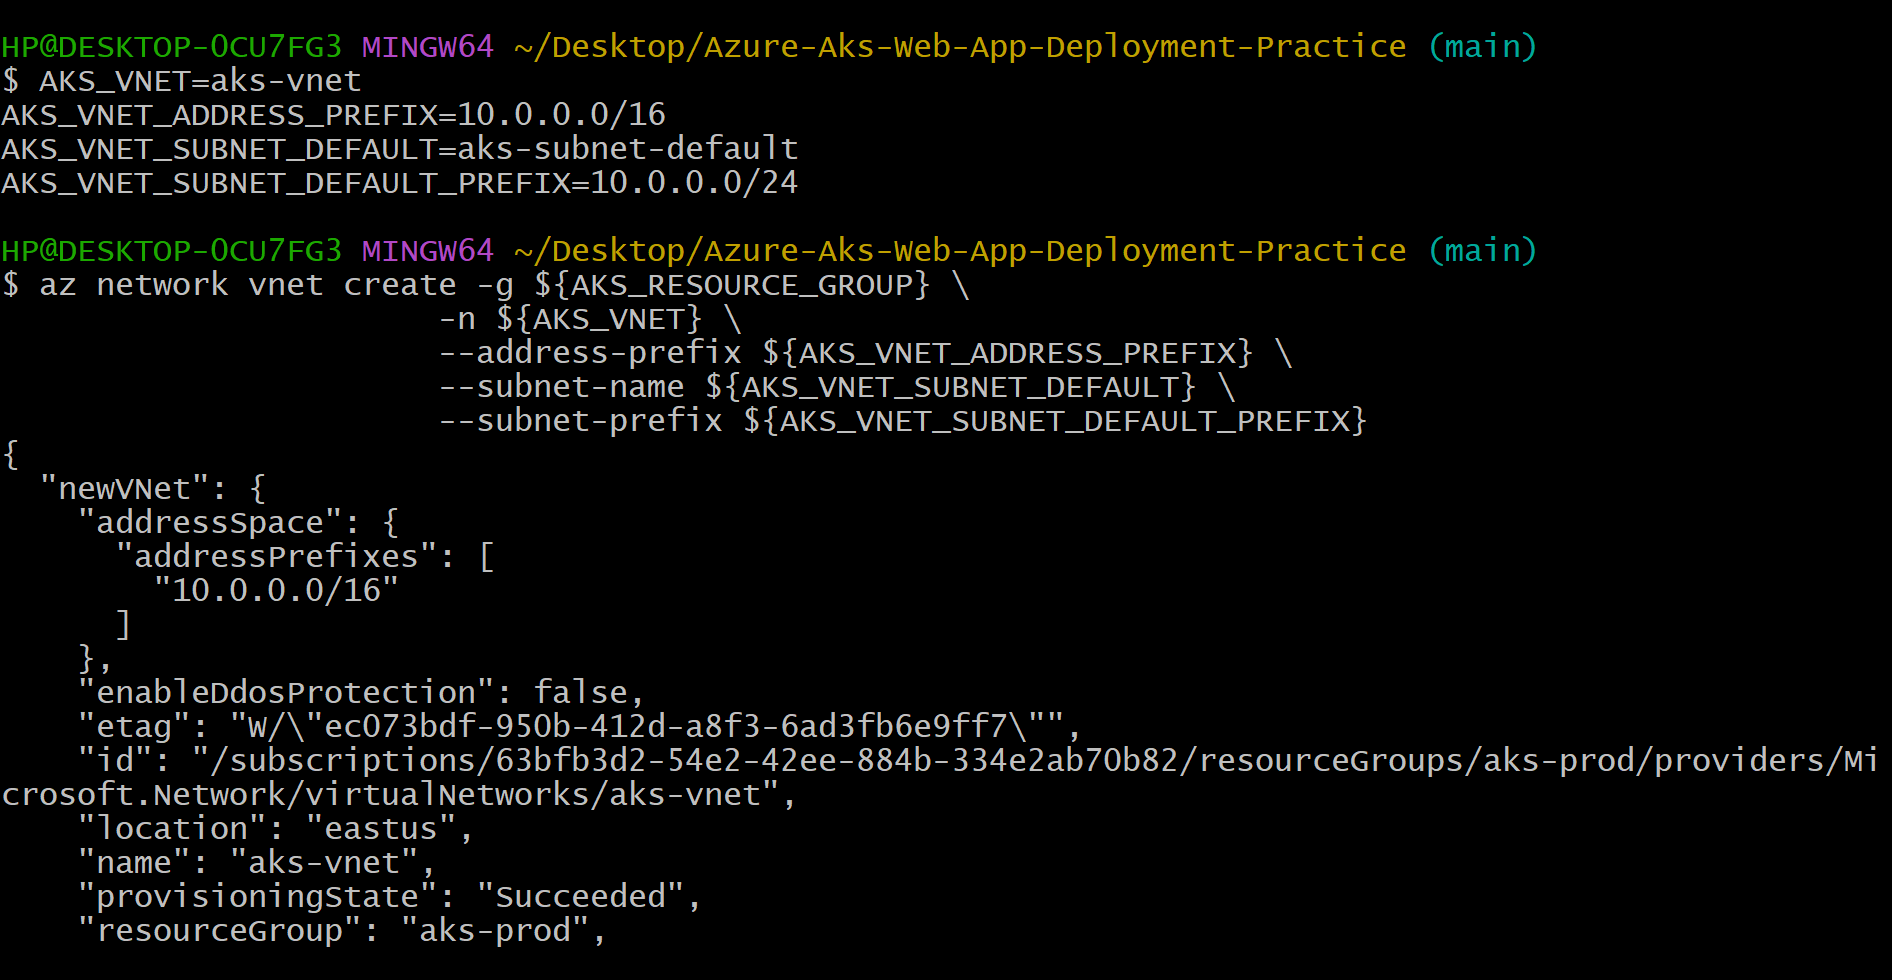 HP@DESKTOP-0CU7FG3 MINGW64 ~/Desktop/Azure-Aks-Web-App-Deployment-Practice (main)
$ AKS_VNET=aks-vnet
AKS_VNET_ADDRESS_PREFIX=10.0.0.0/16
AKS_VNET_SUBNET_DEFAULT=aks-subnet-default
AKS_VNET_SUBNET_DEFAULT_PREFIX=10.0.0.0/24

HP@DESKTOP-0CU7FG3 MINGW64 ~/Desktop/Azure-Aks-Web-App-Deployment-Practice (main)
$ az network vnet create -g ${AKS_RESOURCE_GROUP} \
                       -n ${AKS_VNET} \
                       --address-prefix ${AKS_VNET_ADDRESS_PREFIX} \
                       --subnet-name ${AKS_VNET_SUBNET_DEFAULT} \
                       --subnet-prefix ${AKS_VNET_SUBNET_DEFAULT_PREFIX}
{
  "newVNet": {
    "addressSpace": {
      "addressPrefixes": [
        "10.0.0.0/16"
      ]
    },
    "enableDdosProtection": false,
    "etag": "W/\"ec073bdf-950b-412d-a8f3-6ad3fb6e9ff7\"",
    "id": "/subscriptions/63bfb3d2-54e2-42ee-884b-334e2ab70b82/resourceGroups/aks-prod/providers/Mi
crosoft.Network/virtualNetworks/aks-vnet",
    "location": "eastus",
    "name": "aks-vnet",
    "provisioningState": "Succeeded",
    "resourceGroup": "aks-prod",